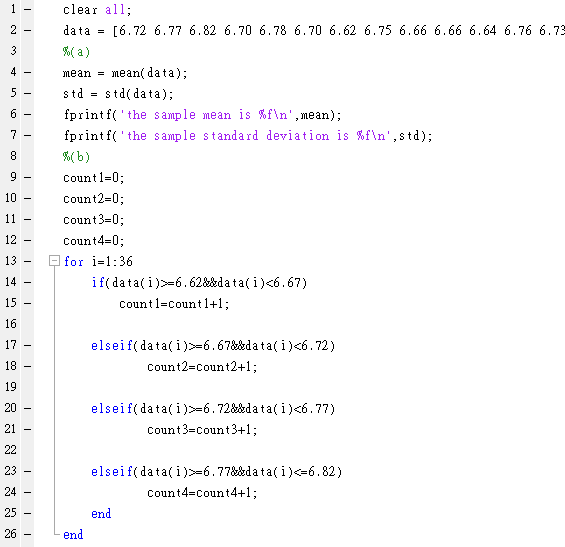 1 - clear all;
2 - data = [6.72 6.77 6.82 6.70 6.78 6.70 6.62 6.75 6.66 6.66 6.64 6.76 6.73
3 %(a)
4 - mean = mean(data);
5 - std = std(data);
6 - fprintf('the sample mean is %f\n',mean);
7 - fprintf('the sample standard deviation is %f\n',std);
8 %(b)
9 - count1=0;
10 - count2=0;
11 - count3=0;
12 - count4=0;
13 - for i=1:36
14 - if(data(i)>=6.62&&data(i)<6.67)
15 - count1=count1+1;
16
17 - elseif(data(i)>=6.67&&data(i)<6.72)
18 - count2=count2+1;
19
20 - elseif(data(i)>=6.72&&data(i)<6.77)
21 - count3=count3+1;
22
23 - elseif(data(i)>=6.77&&data(i)<=6.82)
24 - count4=count4+1;
25 - end
26 - end